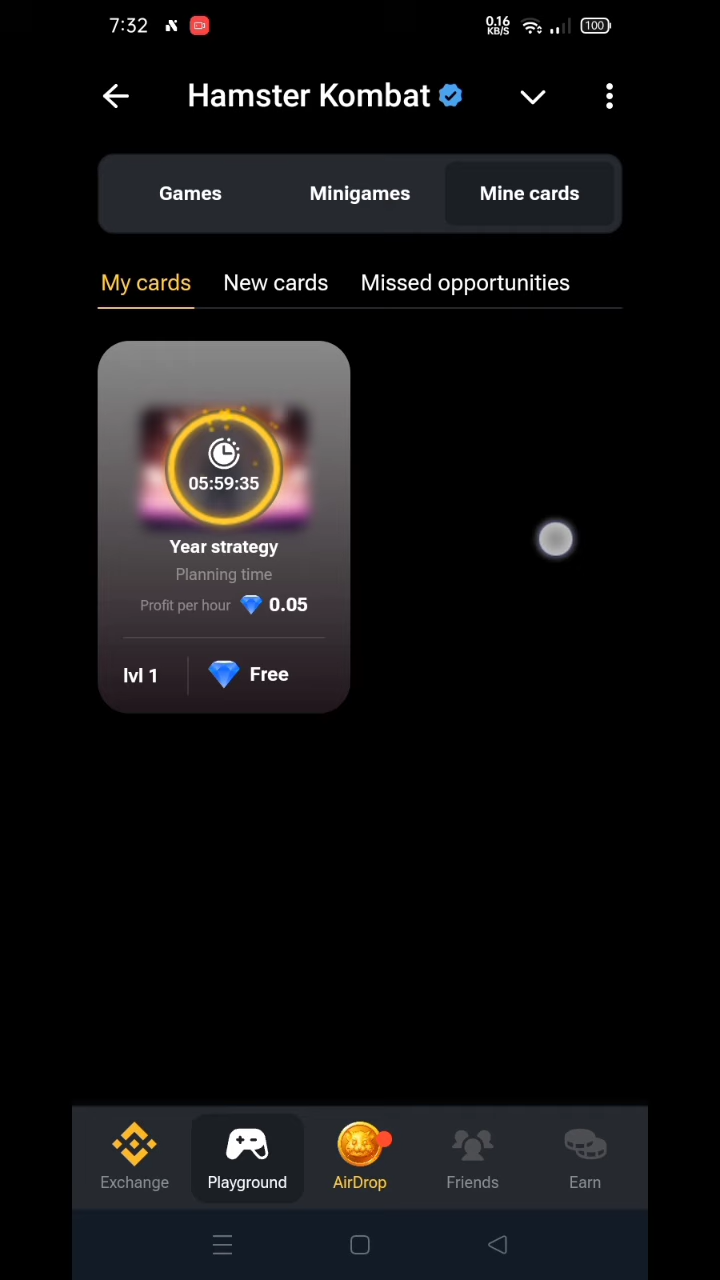 7:32
0.16 KB/S
100
Hamster Kombat
Games Minigames Mine cards
My cards New cards Missed opportunities
05:59:35
Year strategy
Planning time
Profit per hour 0.05
lvl 1 Free
Exchange Playground AirDrop Friends Earn